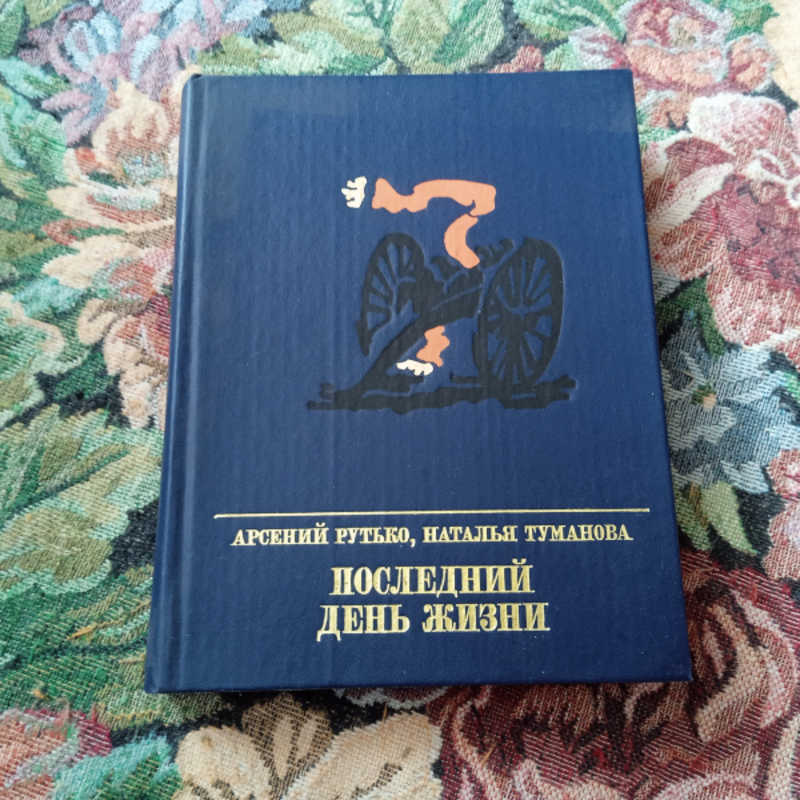 АРСЕНИЙ РУТЬКО, НАТАЛЬЯ ТУМАНОВА
ПОСЛЕДНИЙ
ДЕНЬ ЖИЗНИ